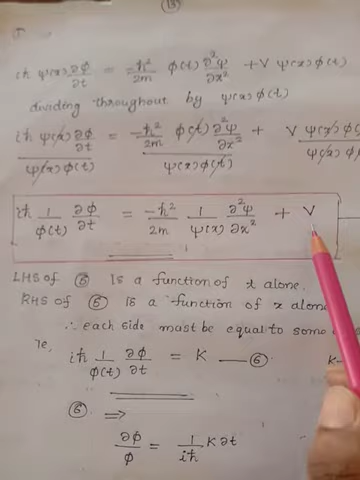 13
iħ ψ(x) ∂φ/∂t = -ħ²/2m φ(t) ∂²ψ/∂x² + V ψ(x) φ(t)
dividing throughout by ψ(x) φ(t)
iħ ψ(x) ∂φ/∂t / ψ(x) φ(t) = -ħ²/2m φ(t) ∂²ψ/∂x² / ψ(x) φ(t) + V ψ(x) φ(t) / ψ(x) φ(t)
iħ 1/φ(t) ∂φ/∂t = -ħ²/2m 1/ψ(x) ∂²ψ/∂x² + V
LHS of ⑤ is a function of t alone.
RHS of ⑤ is a function of x alone
∴ each side must be equal to some
ie, iħ 1/φ(t) ∂φ/∂t = K — ⑥ K-
⑥ ⇒
∂φ/φ = 1/iħ K ∂t